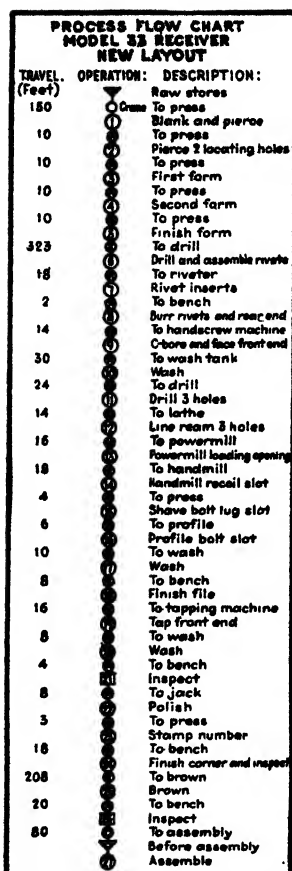 PROCESS FLOW CHART
MODEL 33 RECEIVER
NEW LAYOUT
TRAVEL. OPERATION: DESCRIPTION:
(Feet) Raw stores
150 Crane To press
1 Blank and pierce
10 To press
Pierce 2 locating holes
10 To press
First form
10 To press
4 Second form
10 To press
Finish form
323 To drill
Drill and assemble rivets
18 To riveter
Rivet inserts
2 To bench
Burr rivets and rear end
14 To handscrew machine
C-bore and face front end
30 To wash tank
Wash
24 To drill
Drill 3 holes
14 To lathe
Line ream 3 holes
16 To powermill
Powermill loading opening
18 To handmill
Handmill recoil slot
4 To press
Shave bolt lug slot
6 To profile
Profile bolt slot
10 To wash
Wash
8 To bench
Finish file
16 To tapping machine
Tap front end
8 To wash
Wash
4 To bench
Inspect
8 To jack
Polish
3 To press
Stamp number
18 To bench
Finish corner and inspect
208 To brown
Brown
20 To bench
Inspect
80 To assembly
Before assembly
Assemble